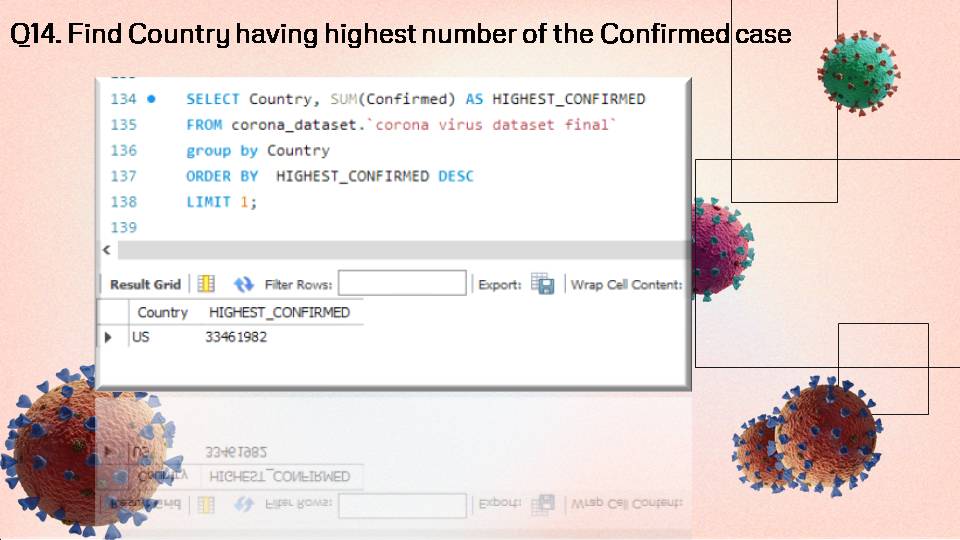 Q14. Find Country having highest number of the Confirmed case
134 SELECT Country, SUM(Confirmed) AS HIGHEST_CONFIRMED
135 FROM corona_dataset.`corona virus dataset final`
136 group by Country
137 ORDER BY HIGHEST_CONFIRMED DESC
138 LIMIT 1;
139
Result Grid Filter Rows: Export: Wrap Cell Content:
Country HIGHEST_CONFIRMED
US 33461982